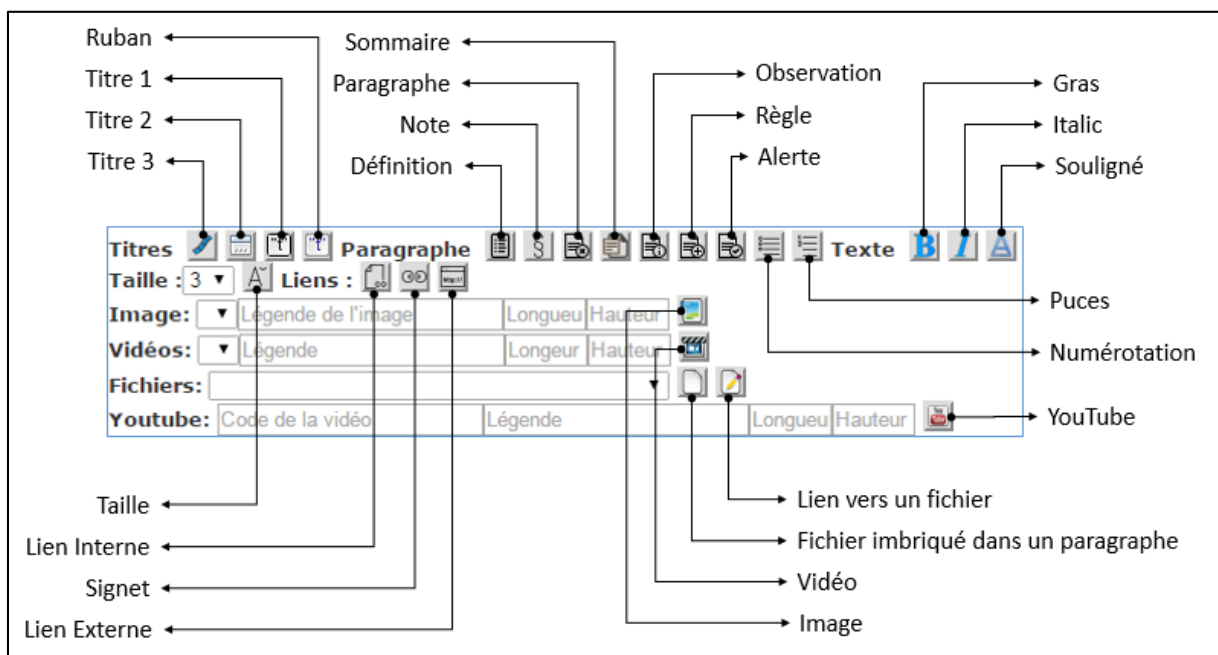 Ruban
Titre 1
Titre 2
Titre 3
Sommaire
Paragraphe
Note
Définition
Observation
Règle
Alerte
Gras
Italic
Souligné
Titres Paragraphe § Texte B I A
Taille : 3 A Liens : http://
Image: Légende de l'image Longueu Hauteur
Vidéos: Légende Longeur Hauteur
Fichiers:
Youtube: Code de la vidéo Légende Longueu Hauteur You Tube
Puces
Numérotation
YouTube
Taille
Lien Interne
Signet
Lien Externe
Lien vers un fichier
Fichier imbriqué dans un paragraphe
Vidéo
Image